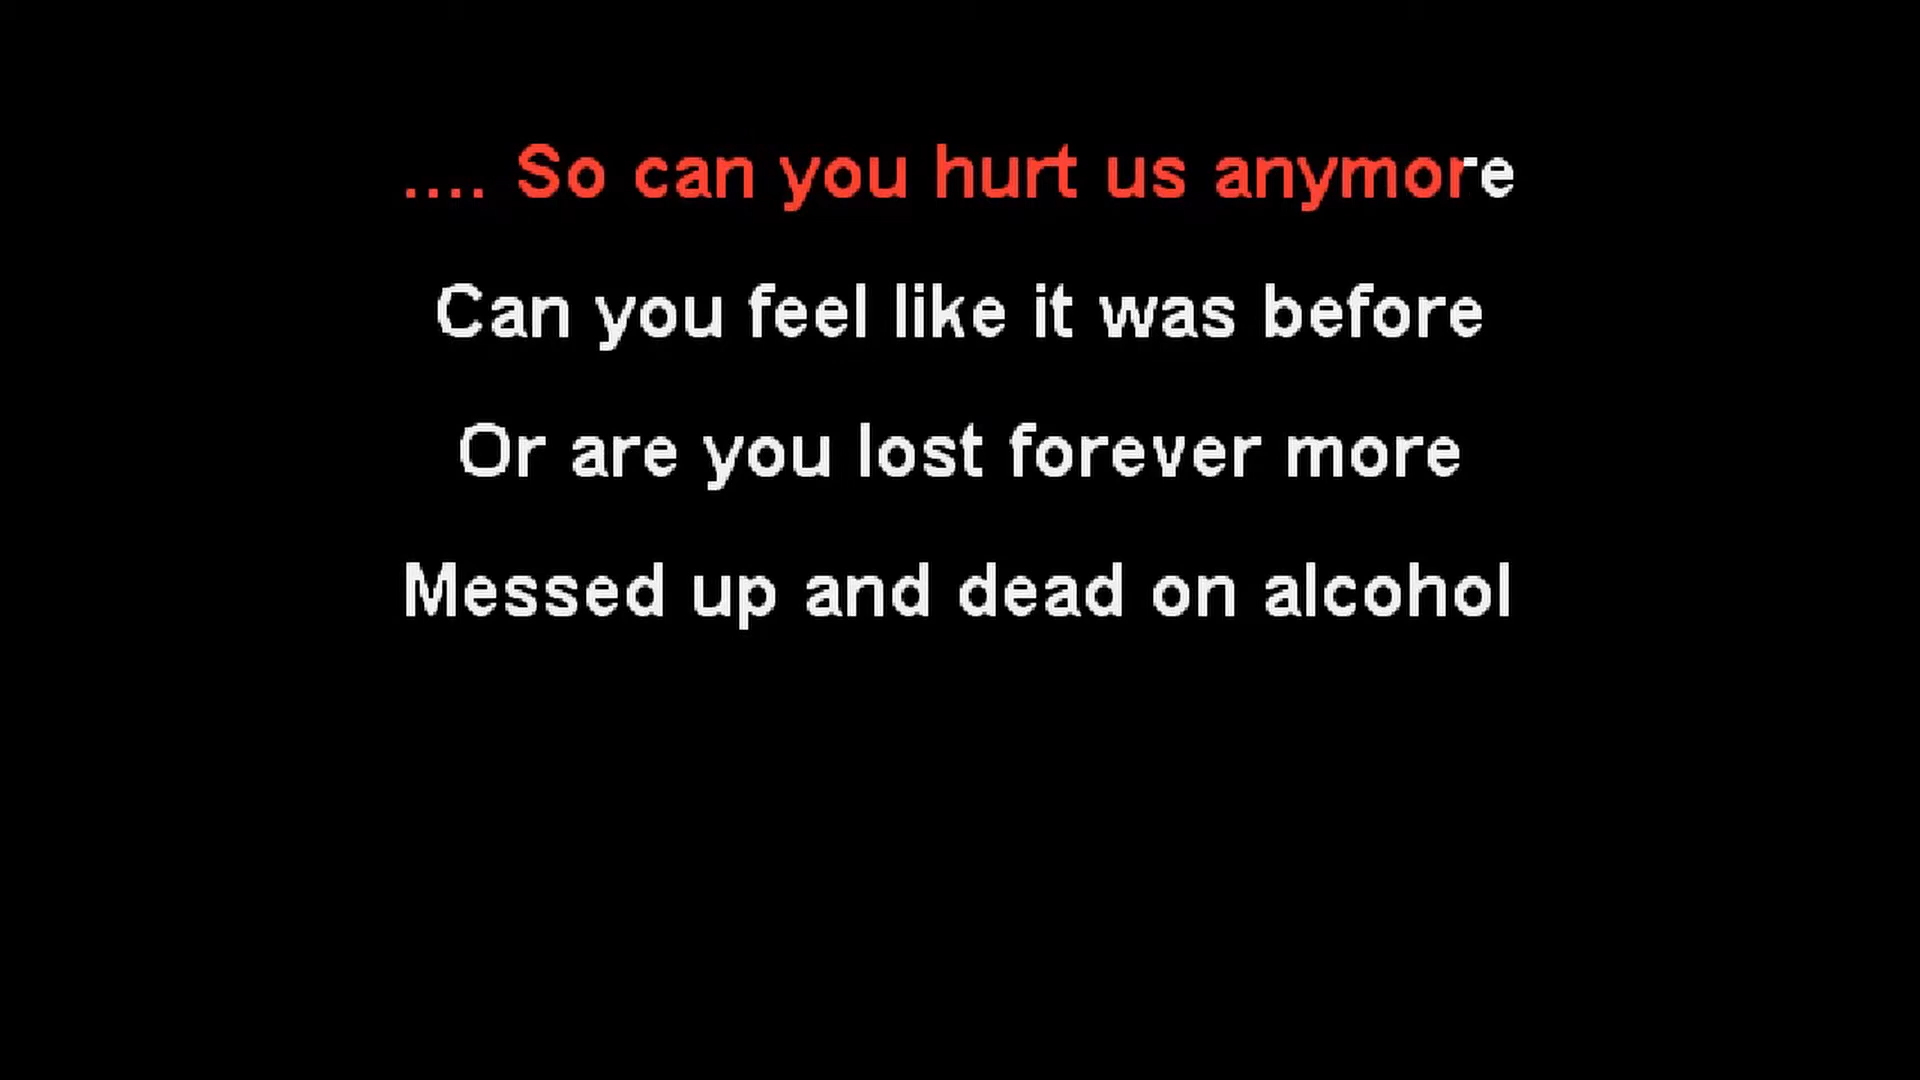 .... So can you hurt us anymore
Can you feel like it was before
Or are you lost forever more
Messed up and dead on alcohol